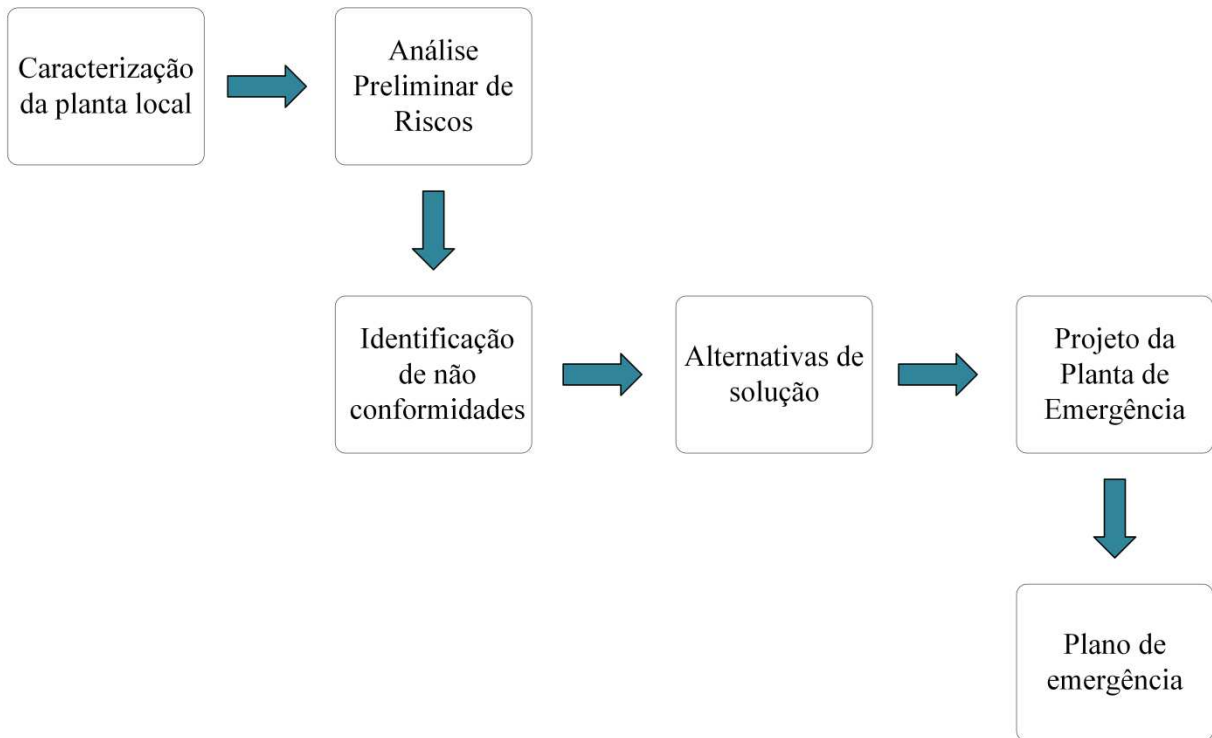 Caracterização
da planta local
Análise
Preliminar de
Riscos
Identificação
de não
conformidades
Alternativas de
solução
Projeto da
Planta de
Emergência
Plano de
emergência